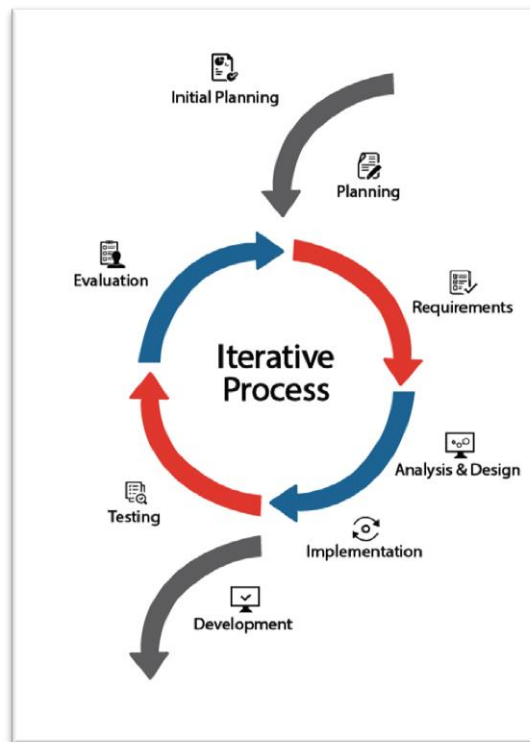 Initial Planning
Planning
Evaluation
Requirements
Iterative
Process
Analysis & Design
Testing
Implementation
Development